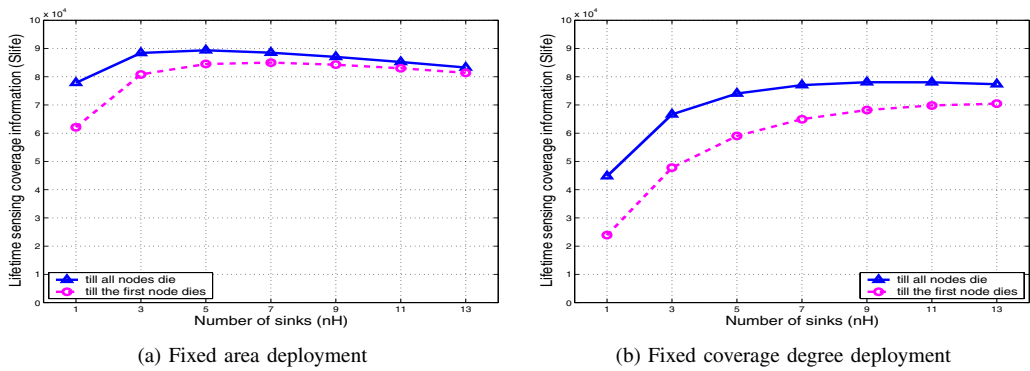 x 10⁴
10
9
8
7
6
5
4
3
2
1
0
Lifetime sensing coverage information (Slife)
till all nodes die
till the first node dies
1 3 5 7 9 11 13
Number of sinks (nH)
(a) Fixed area deployment
x 10⁴
10
9
8
7
6
5
4
3
2
1
0
Lifetime sensing coverage information (Slife)
till all nodes die
till the first node dies
1 3 5 7 9 11 13
Number of sinks (nH)
(b) Fixed coverage degree deployment